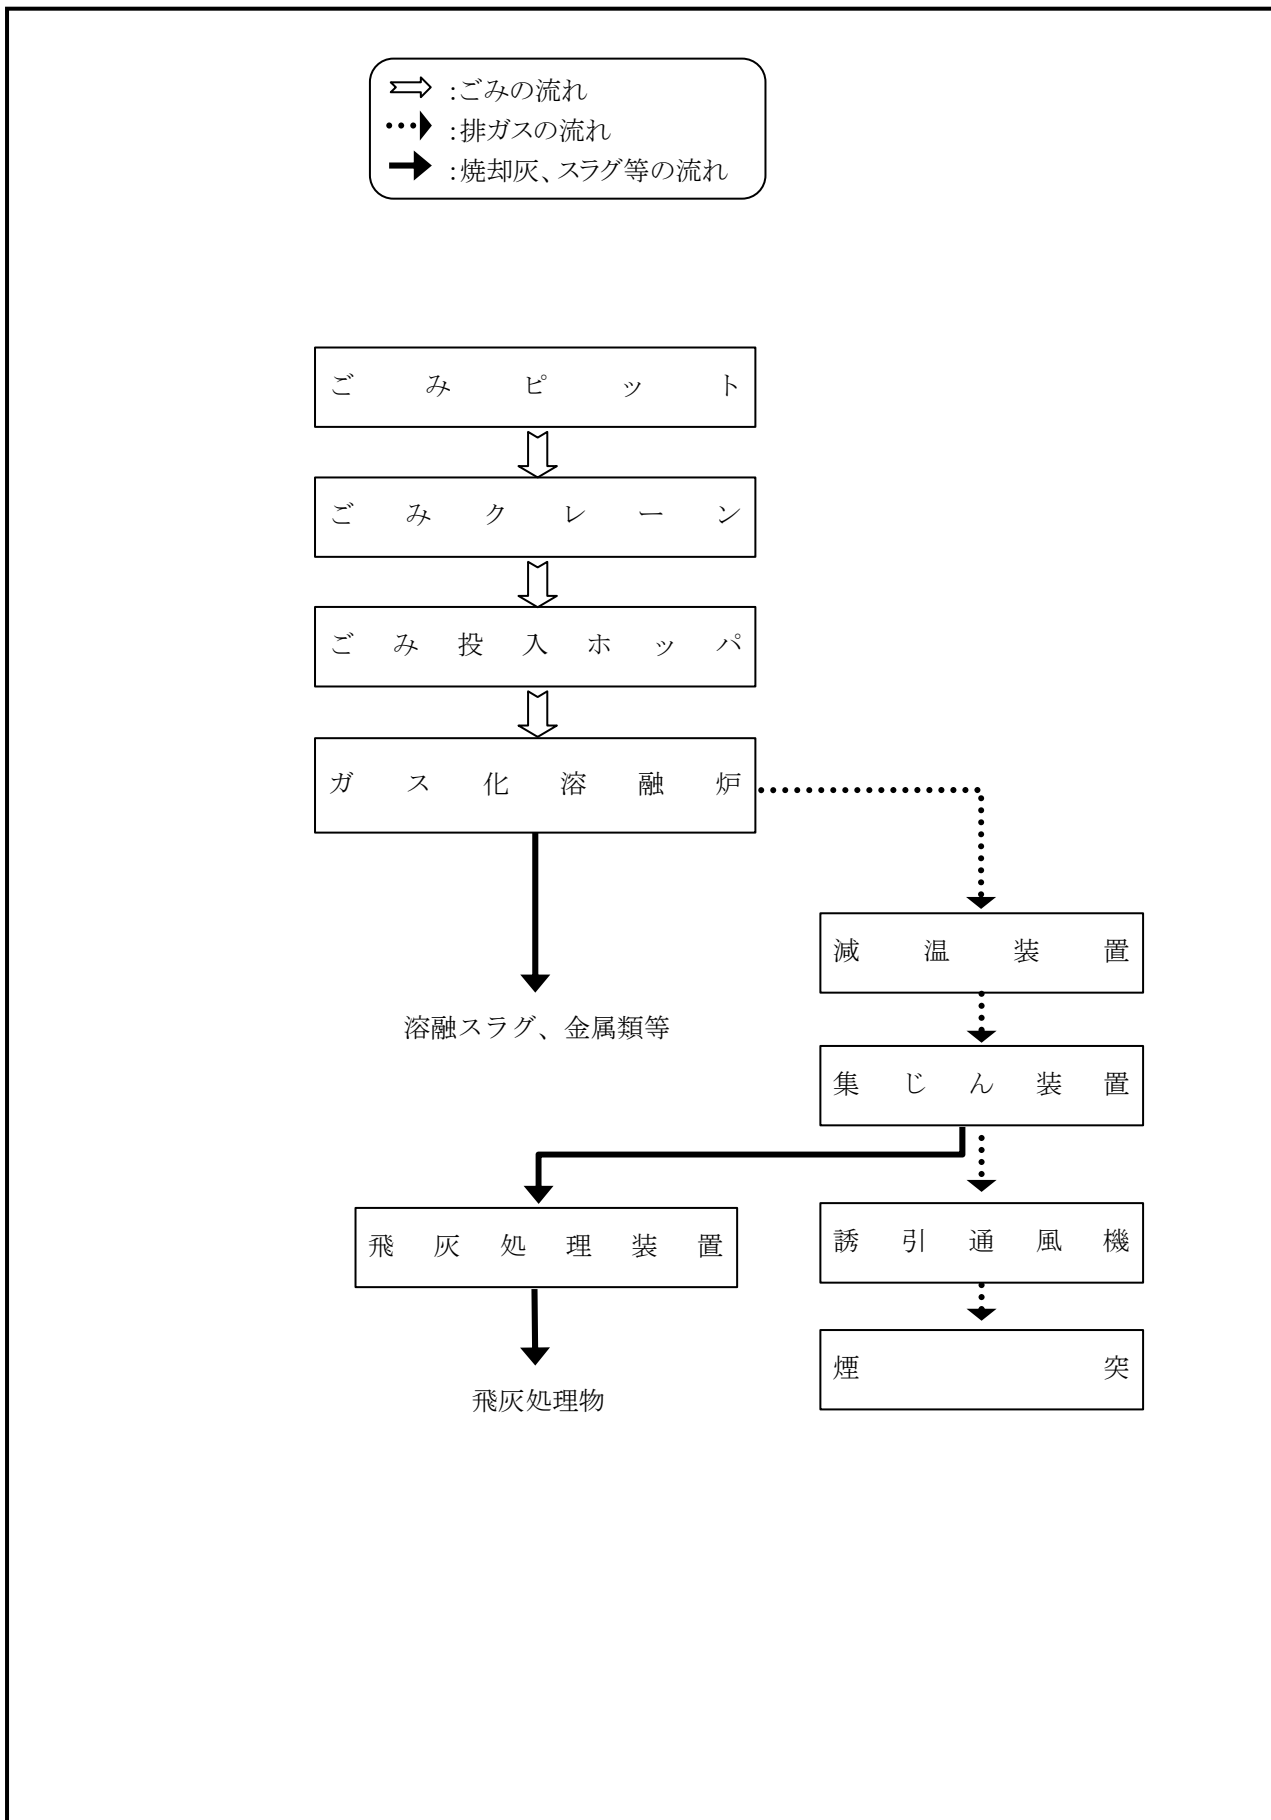 :ごみの流れ
:排ガスの流れ
:焼却灰、スラグ等の流れ
ごみピット
ごみクレーン
ごみ投入ホッパ
ガス化溶融炉
減温装置
溶融スラグ、金属類等
集じん装置
飛灰処理装置
誘引通風機
煙突
飛灰処理物